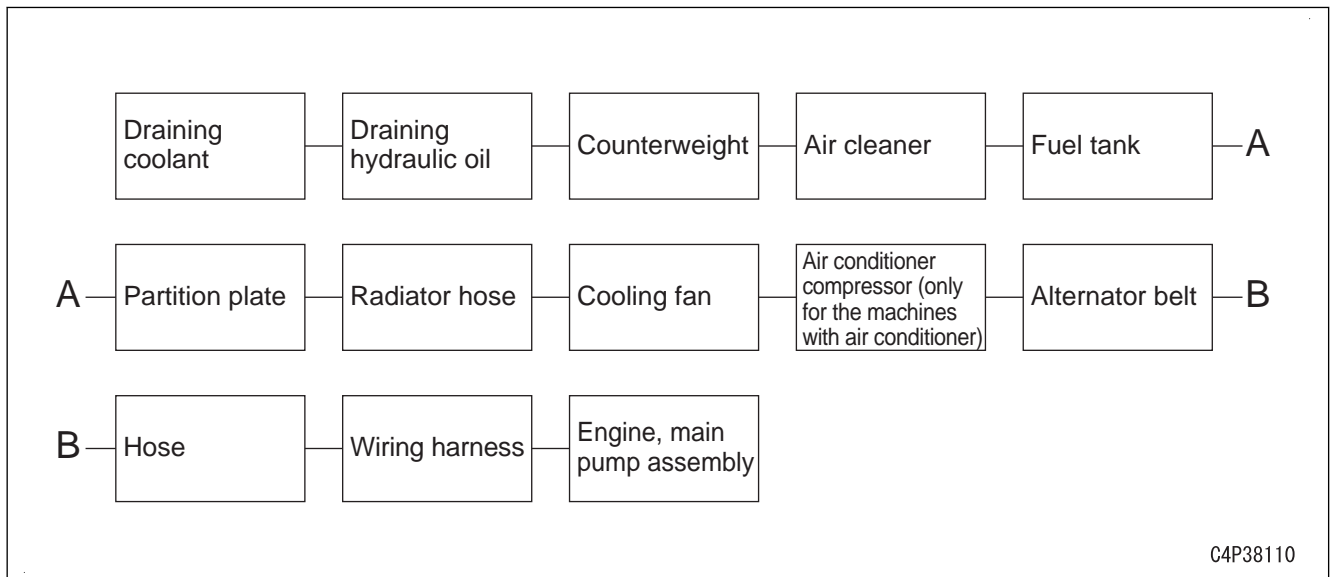 Draining
coolant
Draining
hydraulic oil
Counterweight
Air cleaner
Fuel tank
A
A
Partition plate
Radiator hose
Cooling fan
Air conditioner
compressor (only
for the machines
with air conditioner)
Alternator belt
B
B
Hose
Wiring harness
Engine, main
pump assembly
C4P38110